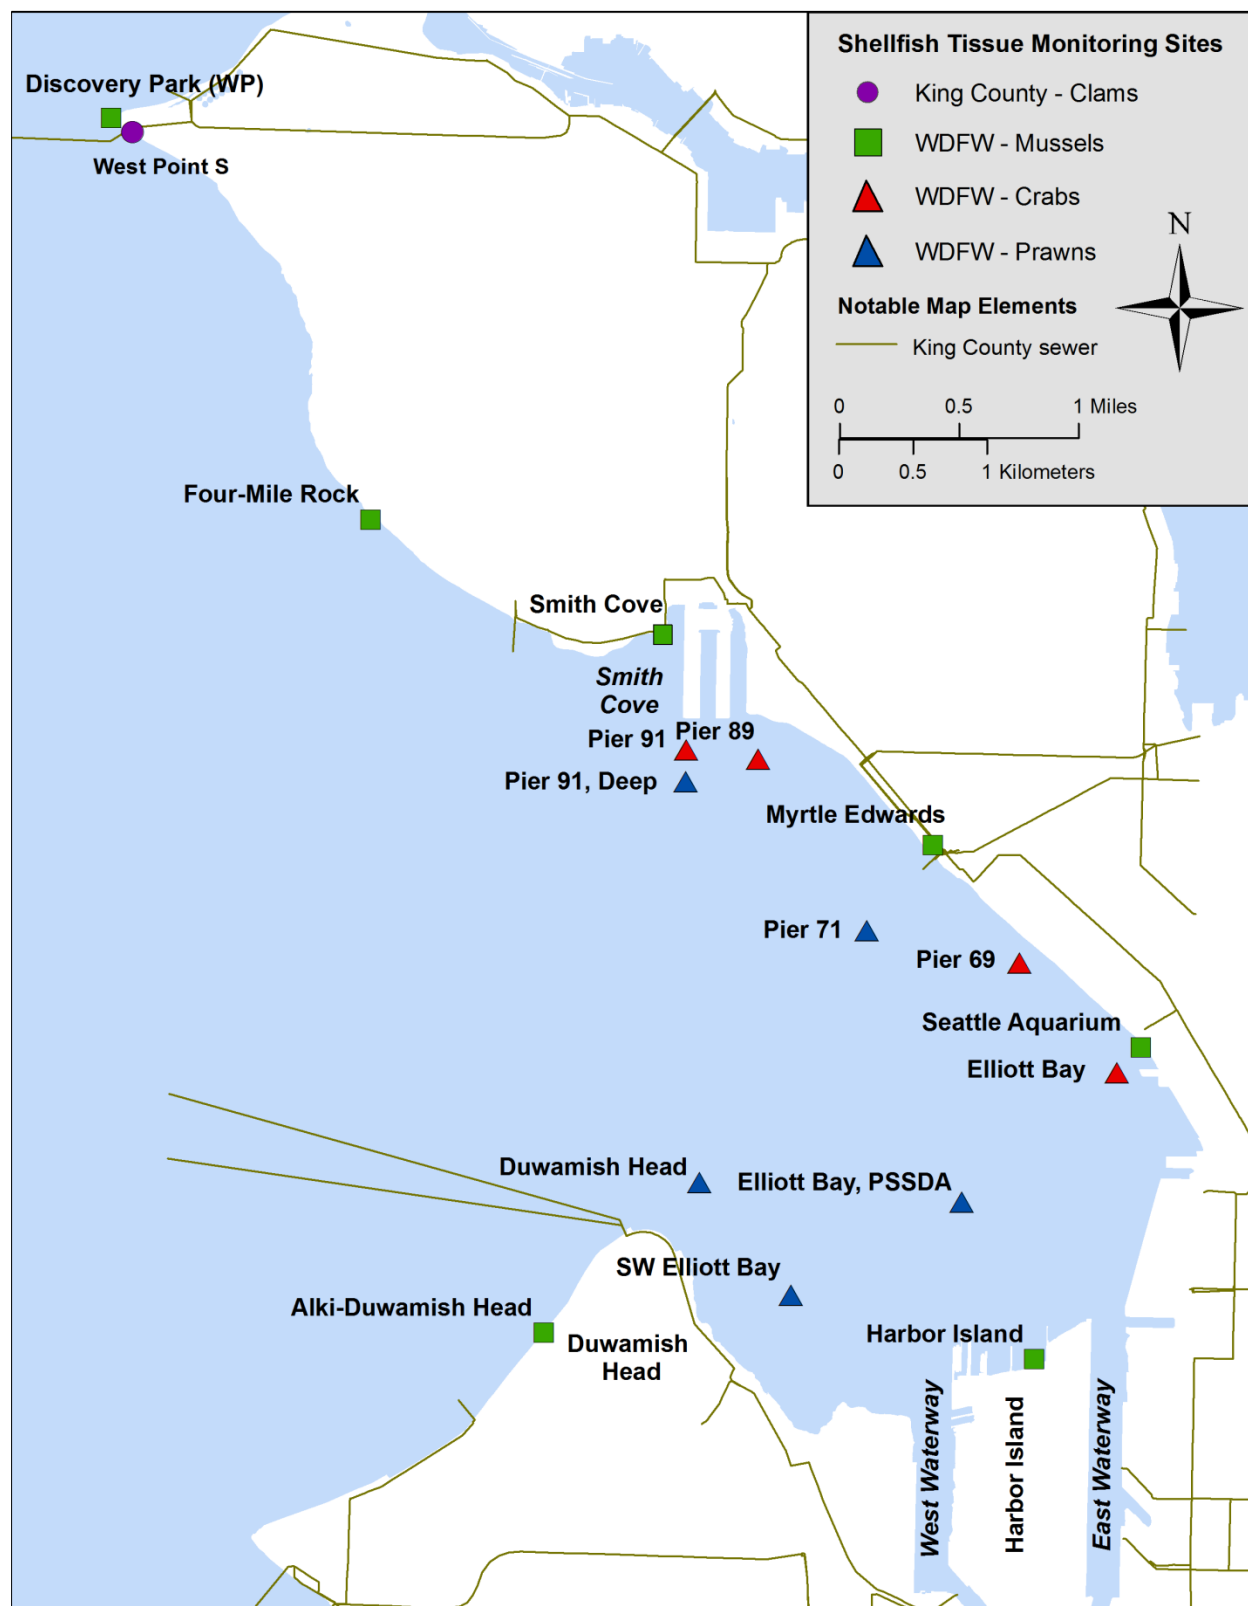 Shellfish Tissue Monitoring Sites
King County - Clams
WDFW - Mussels
WDFW - Crabs
WDFW - Prawns
N
Notable Map Elements
King County sewer
0 0.5 1 Miles
0 0.5 1 Kilometers
Discovery Park (WP)
West Point S
Four-Mile Rock
Smith Cove
Smith
Cove
Pier 91
Pier 89
Pier 91, Deep
Myrtle Edwards
Pier 71
Pier 69
Seattle Aquarium
Elliott Bay
Duwamish Head
Elliott Bay, PSSDA
SW Elliott Bay
Alki-Duwamish Head
Duwamish
Head
Harbor Island
West Waterway
Harbor Island
East Waterway